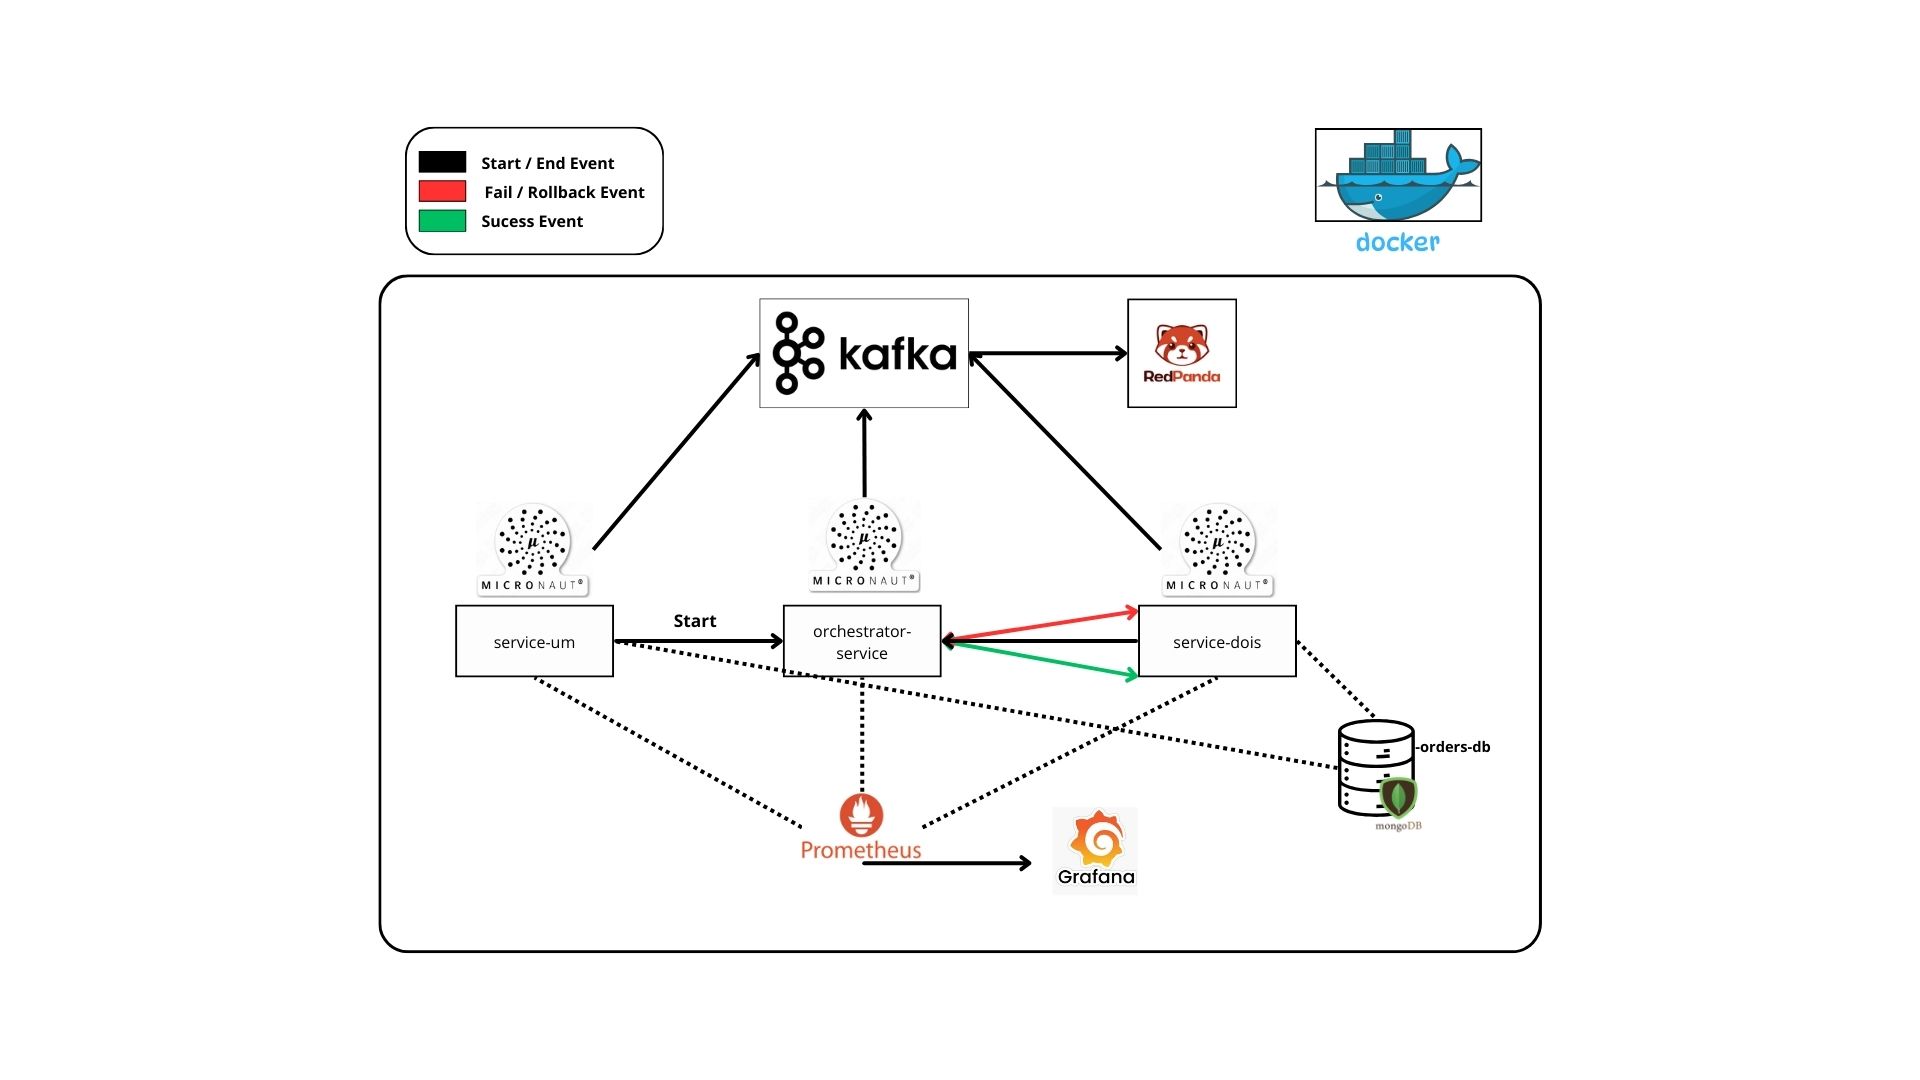 Start / End Event
Fail / Rollback Event
Sucess Event
docker
kafka
RedPanda
µ
MICRONAUT®
µ
MICRONAUT®
µ
MICRONAUT®
service-um
Start
orchestrator-
service
service-dois
-orders-db
mongoDB
Prometheus
Grafana